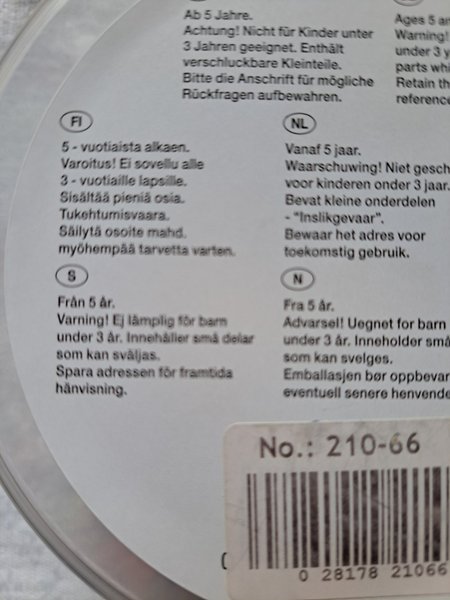 Ab 5 Jahre.
Achtung! Nicht für Kinder unter
3 Jahren geeignet. Enthält
verschluckbare Kleinteile.
Bitte die Anschrift für mögliche
Rückfragen aufbewahren.
Ages 5 an
Warning!
under 3 y
parts whi
Retain th
reference
FI
5 - vuotiaista alkaen.
Varoitus! Ei sovellu alle
3 - vuotiaille lapsille.
Sisältää pieniä osia.
Tukehtumisvaara.
Säilytä osoite mahd.
myöhempää tarvetta varten.
NL
Vanaf 5 jaar.
Waarschuwing! Niet gesch
voor kinderen onder 3 jaar.
Bevat kleine onderdelen
- "Inslikgevaar".
Bewaar het adres voor
toekomstig gebruik.
S
Från 5 år.
Varning! Ej lämplig för barn
under 3 år. Innehåller små delar
som kan sväljas.
Spara adressen för framtida
hänvisning.
N
Fra 5 år.
Advarsel! Uegnet for barn
under 3 år. Inneholder små
som kan svelges.
Emballasjen bør oppbevar
eventuell senere henvende
No.: 210-66
0 28178 21066